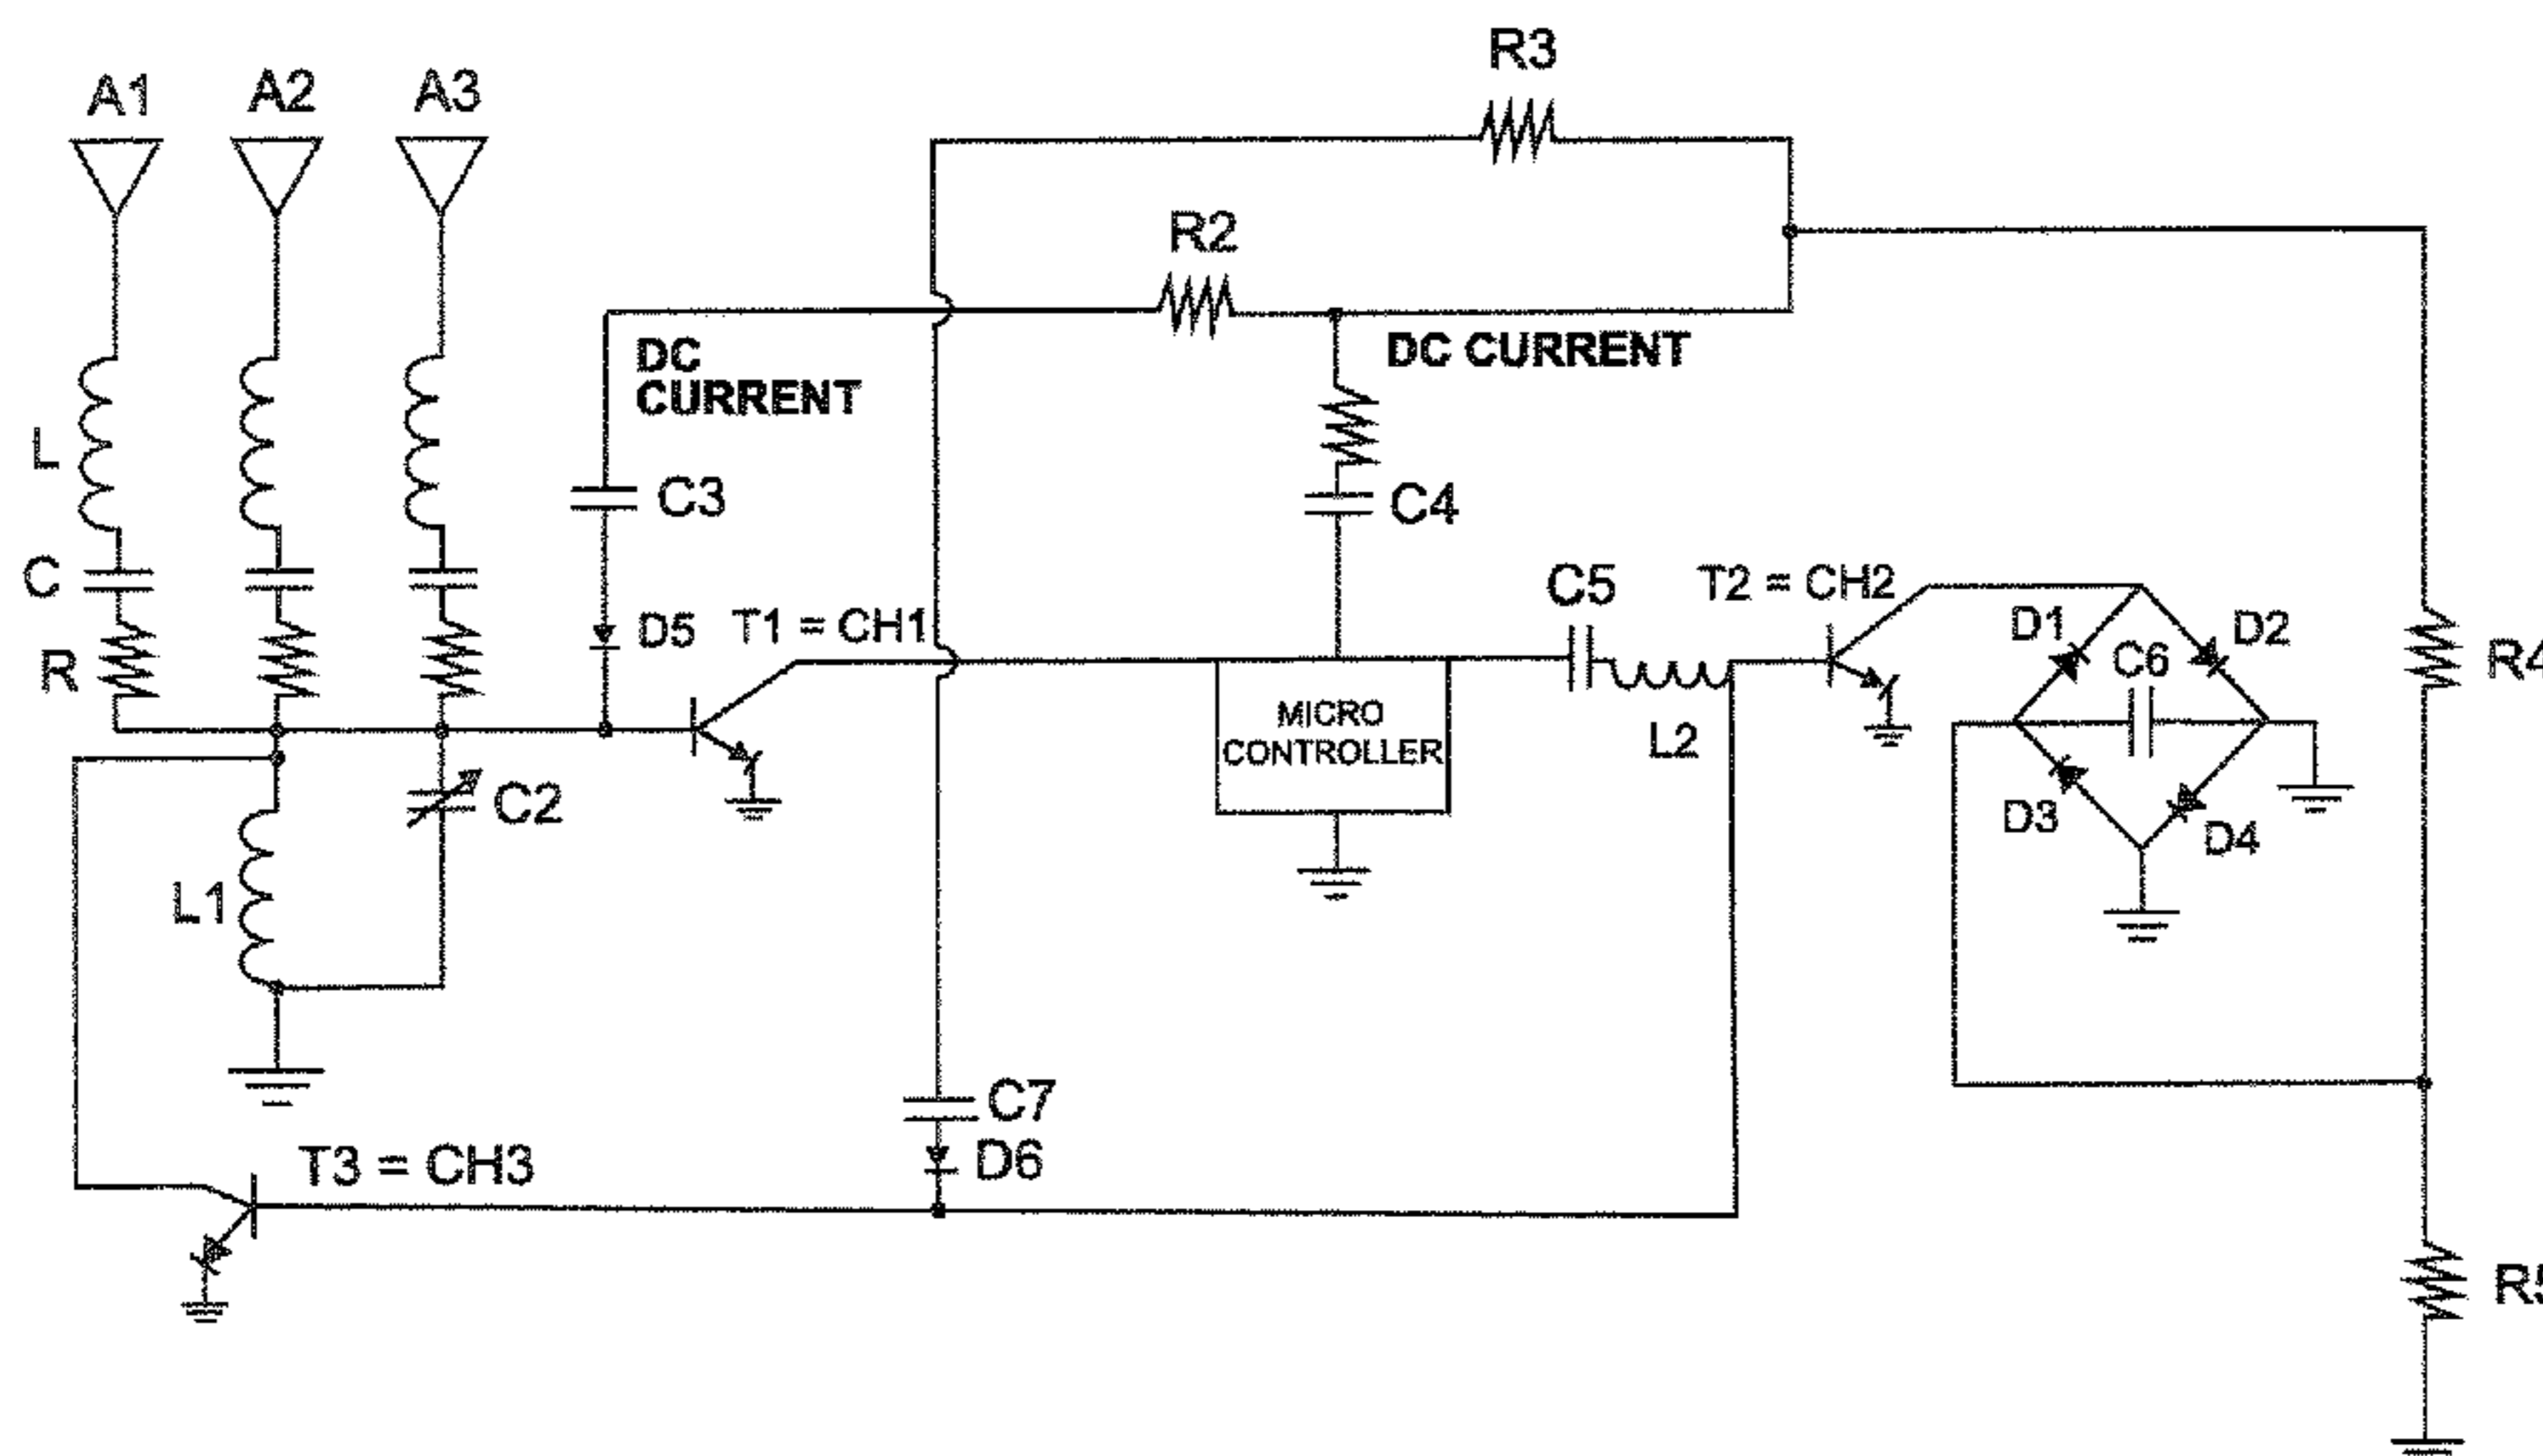 R3
A1
A2
A3
R2
DC
CURRENT
DC CURRENT
L
C3
C4
C
C5
T2 = CH2
D5
T1 = CH1
D1
D2
R
C6
R4
MICRO
CONTROLLER
L2
C2
D3
D4
L1
C7
T3 = CH3
D6
R5